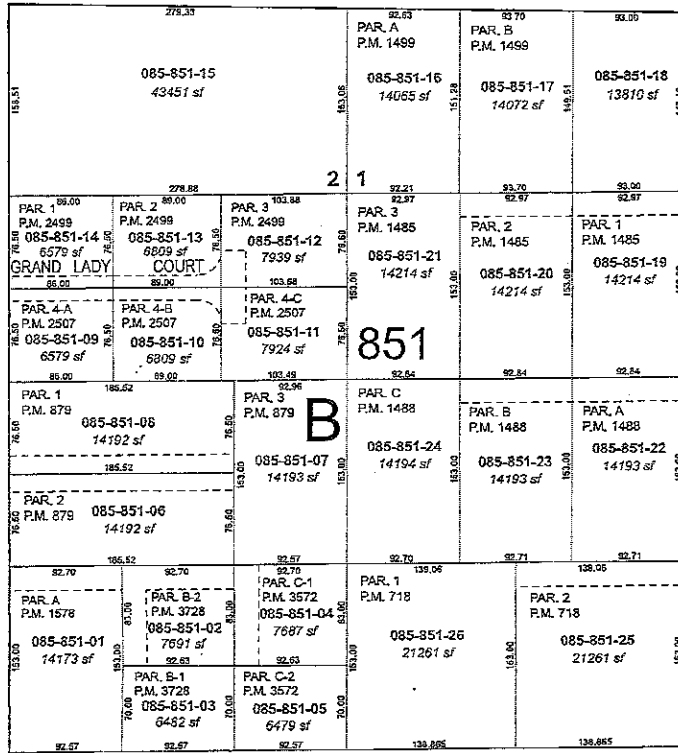 279.33
92.63
93.70
93.00
PAR. A
P.M. 1499
PAR. B
P.M. 1499
085-851-15
43451 sf
085-851-16
14065 sf
085-851-17
14072 sf
085-851-18
13810 sf
153.06
151.28
278.88
2
1
92.21
93.70
93.00
86.00
89.00
103.88
92.97
92.97
92.97
PAR. 1
P.M. 2499
085-851-14
6579 sf
76.50
PAR. 2
P.M. 2499
085-851-13
6809 sf
76.50
PAR. 3
P.M. 2499
085-851-12
7939 sf
GRAND LADY COURT
PAR. 3
P.M. 1485
085-851-21
14214 sf
153.00
PAR. 2
P.M. 1485
085-851-20
14214 sf
153.00
PAR. 1
P.M. 1485
085-851-19
14214 sf
86.00
89.00
103.68
PAR. 4-A
P.M. 2507
085-851-09
6579 sf
76.50
PAR. 4-B
P.M. 2507
085-851-10
6809 sf
76.50
PAR. 4-C
P.M. 2507
085-851-11
7924 sf
851
86.00
89.00
103.49
92.84
92.84
92.84
185.52
92.96
PAR. 1
P.M. 879
085-851-08
14192 sf
76.50
PAR. 3
P.M. 879
B
085-851-07
14193 sf
153.00
PAR. C
P.M. 1488
085-851-24
14194 sf
153.00
PAR. B
P.M. 1488
085-851-23
14193 sf
153.00
PAR. A
P.M. 1488
085-851-22
14193 sf
185.52
PAR. 2
P.M. 879
085-851-06
14192 sf
76.50
185.52
92.57
92.70
92.71
92.71
92.70
92.70
92.70
139.06
138.06
PAR. A
P.M. 1578
085-851-01
14173 sf
153.00
PAR. B-2
P.M. 3728
085-851-02
7691 sf
83.00
92.63
PAR. C-1
P.M. 3572
085-851-04
7687 sf
83.00
92.63
PAR. 1
P.M. 718
085-851-26
21261 sf
153.00
PAR. 2
P.M. 718
085-851-25
21261 sf
PAR. B-1
P.M. 3728
085-851-03
6482 sf
70.00
PAR. C-2
P.M. 3572
085-851-05
6479 sf
70.00
92.57
92.57
92.57
138.865
138.865